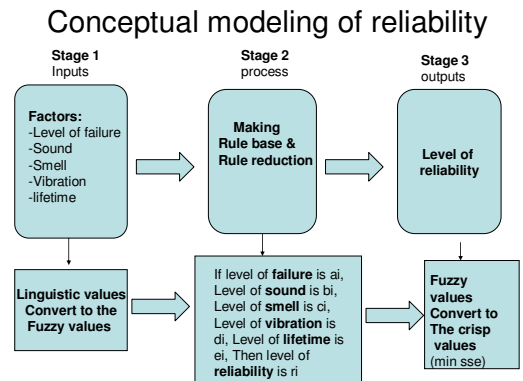 Conceptual modeling of reliability
Stage 1
Inputs
Stage 2
process
Stage 3
outputs
Factors:
-Level of failure
-Sound
-Smell
-Vibration
-lifetime
Making
Rule base &
Rule reduction
Level of
reliability
Linguistic values
Convert to the
Fuzzy values
If level of failure is ai,
Level of sound is bi,
Level of smell is ci,
Level of vibration is
di, Level of lifetime is
ei, Then level of
reliability is ri
Fuzzy
values
Convert to
The crisp
values
(min sse)